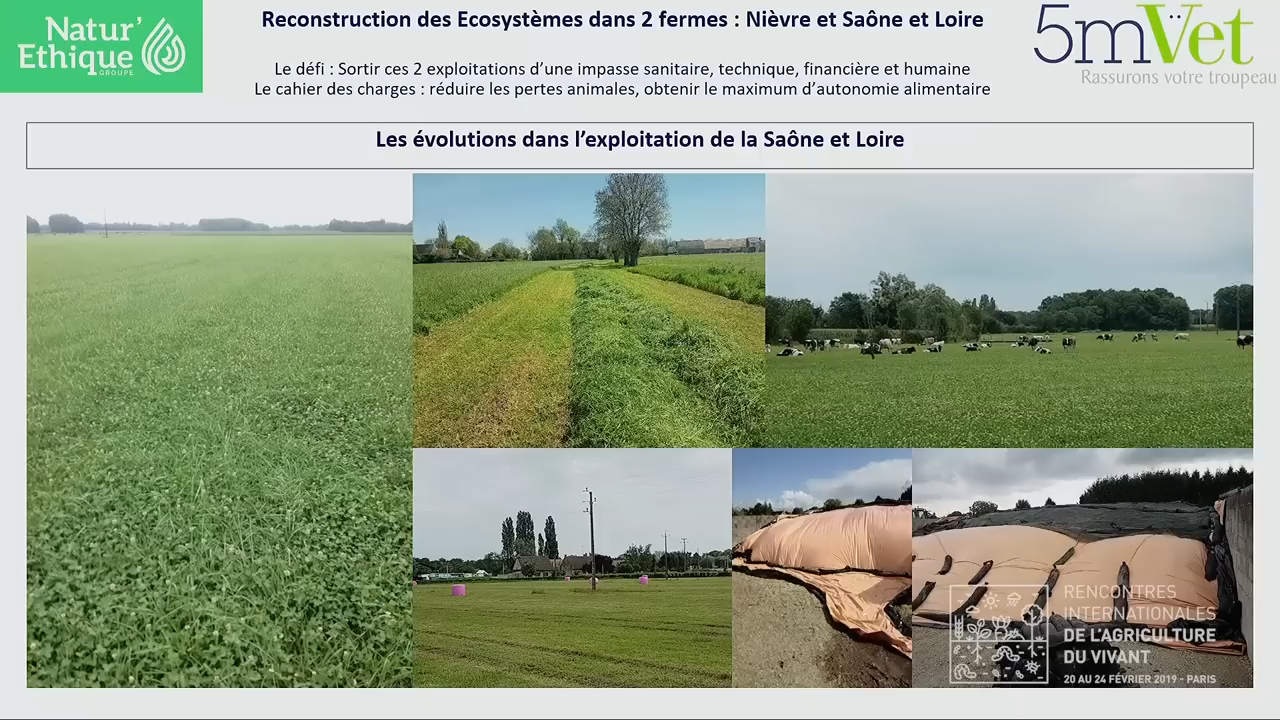 Natur'
Ethique
GROUPE
Reconstruction des Ecosystèmes dans 2 fermes : Nièvre et Saône et Loire
Le défi : Sortir ces 2 exploitations d'une impasse sanitaire, technique, financière et humaine
Le cahier des charges : réduire les pertes animales, obtenir le maximum d'autonomie alimentaire
5mVët
Rassurons votre troupeau
Les évolutions dans l'exploitation de la Saône et Loire
RENCONTRES
INTERNATIONALES
DE L'AGRICULTURE
DU VIVANT
20 AU 24 FÉVRIER 2019 - PARIS